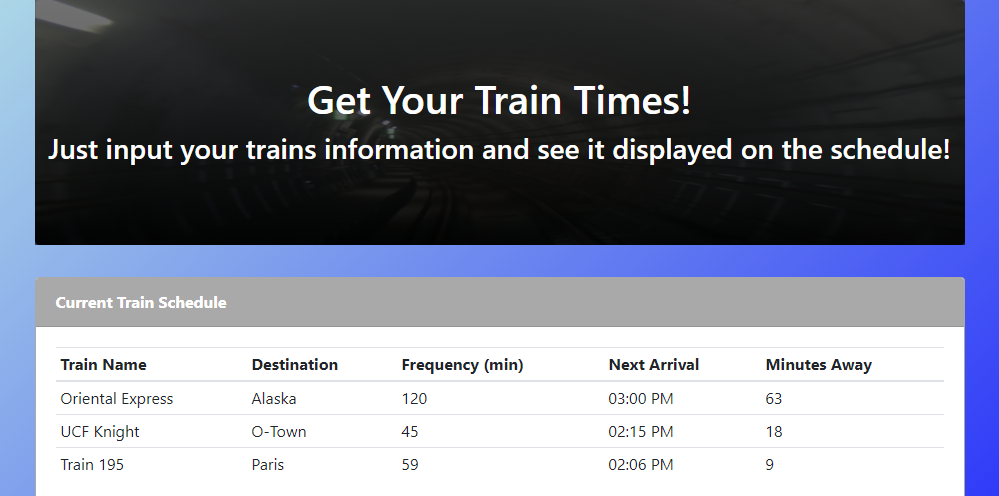 Get Your Train Times!
Just input your trains information and see it displayed on the schedule!
Current Train Schedule
Train Name Destination Frequency (min) Next Arrival Minutes Away
Oriental Express Alaska 120 03:00 PM 63
UCF Knight O-Town 45 02:15 PM 18
Train 195 Paris 59 02:06 PM 9